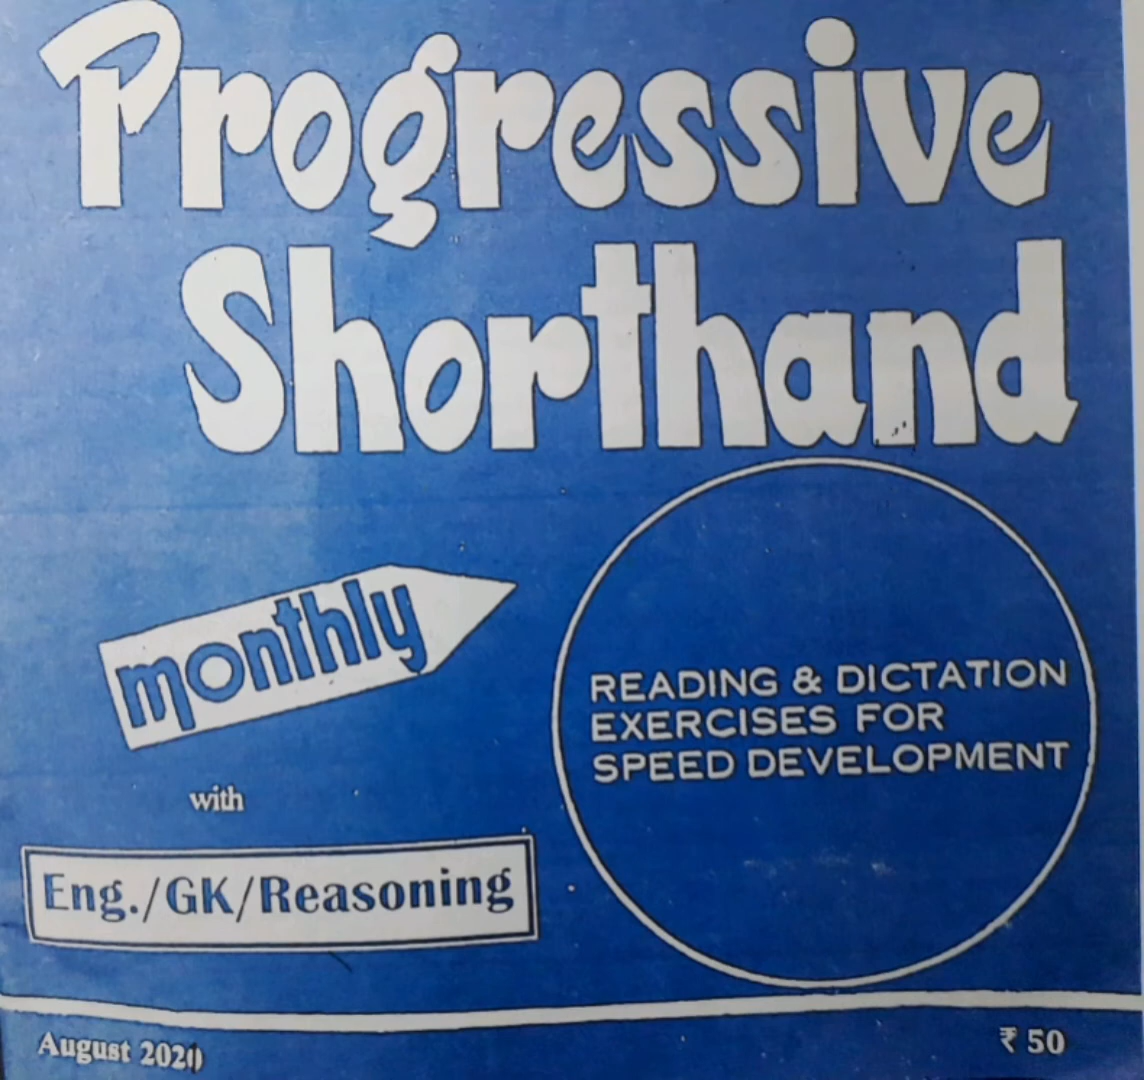 Progressive
Shorthand
monthly
READING & DICTATION
EXERCISES FOR
SPEED DEVELOPMENT
with
Eng./GK/Reasoning
August 2020
₹ 50